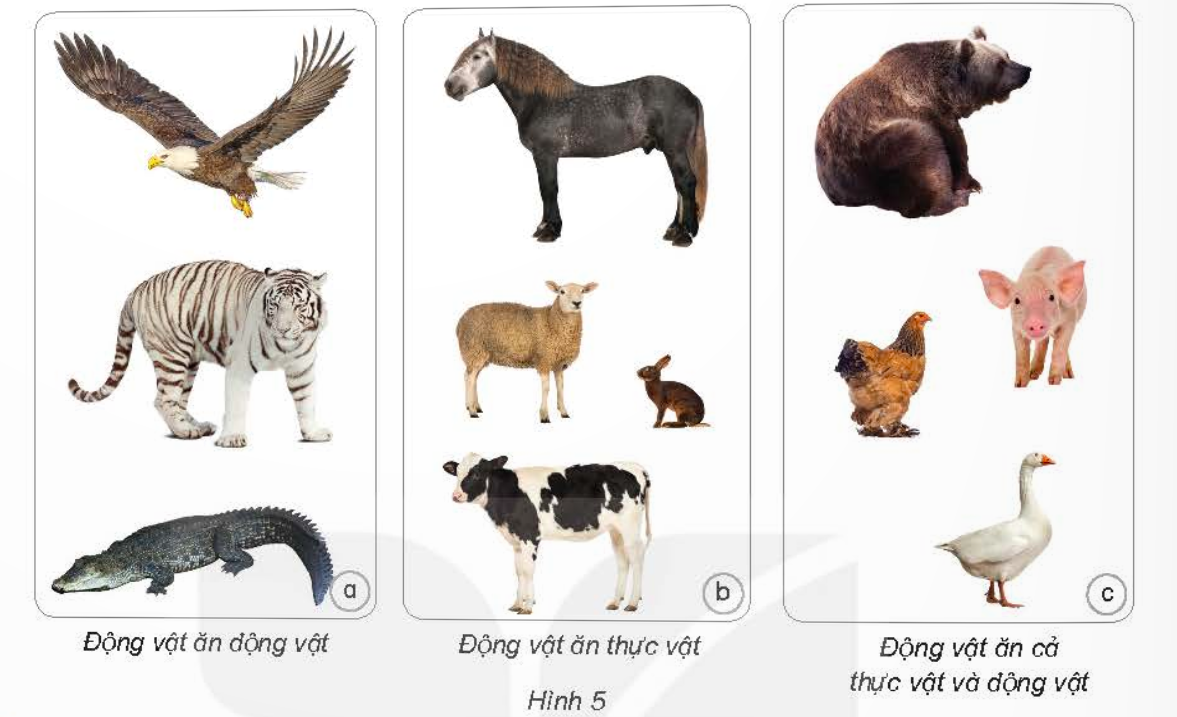 a
b
c
Động vật ăn động vật
Động vật ăn thực vật
Động vật ăn cả
thực vật và động vật
Hình 5